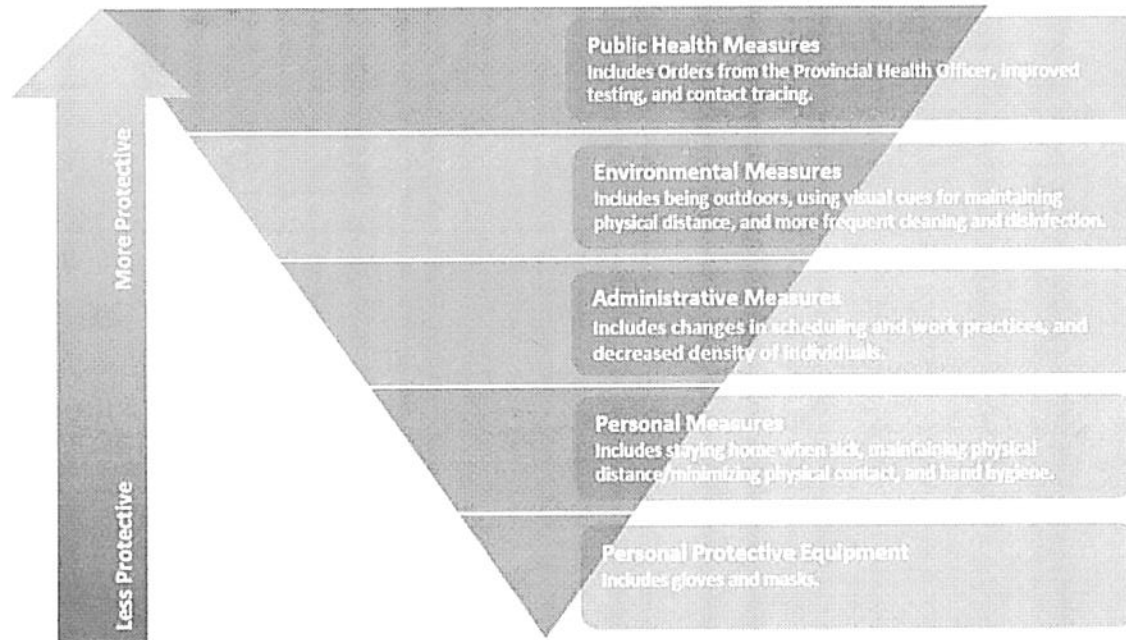 More Protective
Less Protective
Public Health Measures
Includes Orders from the Provincial Health Officer, improved
testing, and contact tracing.
Environmental Measures
Includes being outdoors, using visual cues for maintaining
physical distance, and more frequent cleaning and disinfection.
Administrative Measures
Includes changes in scheduling and work practices, and
decreased density of individuals.
Personal Measures
Includes staying home when sick, maintaining physical
distance/minimizing physical contact, and hand hygiene.
Personal Protective Equipment
Includes gloves and masks.